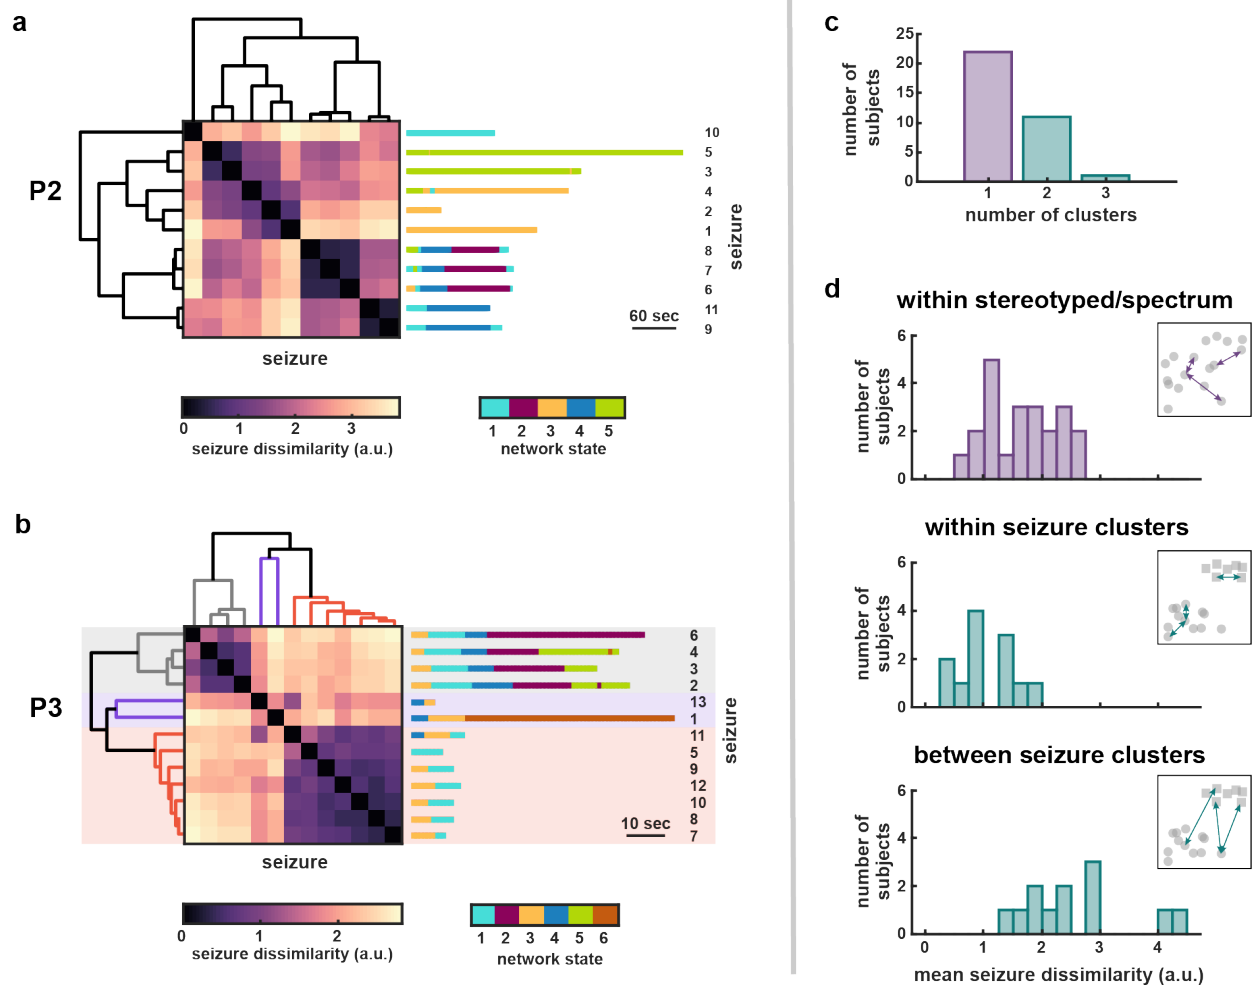 a
P2
10
5
3
4
2
1
8
7
6
11
9
seizure
60 sec
seizure
0 1 2 3
seizure dissimilarity (a.u.)
1 2 3 4 5
network state
b
P3
6
4
3
2
13
1
11
5
9
12
10
8
7
seizure
10 sec
seizure
0 1 2
seizure dissimilarity (a.u.)
1 2 3 4 5 6
network state
c
number of
subjects
25
20
15
10
5
0
1 2 3
number of clusters
d
within stereotyped/spectrum
number of
subjects
6
4
2
0
within seizure clusters
number of
subjects
6
4
2
0
between seizure clusters
number of
subjects
6
4
2
0
0 1 2 3 4
mean seizure dissimilarity (a.u.)